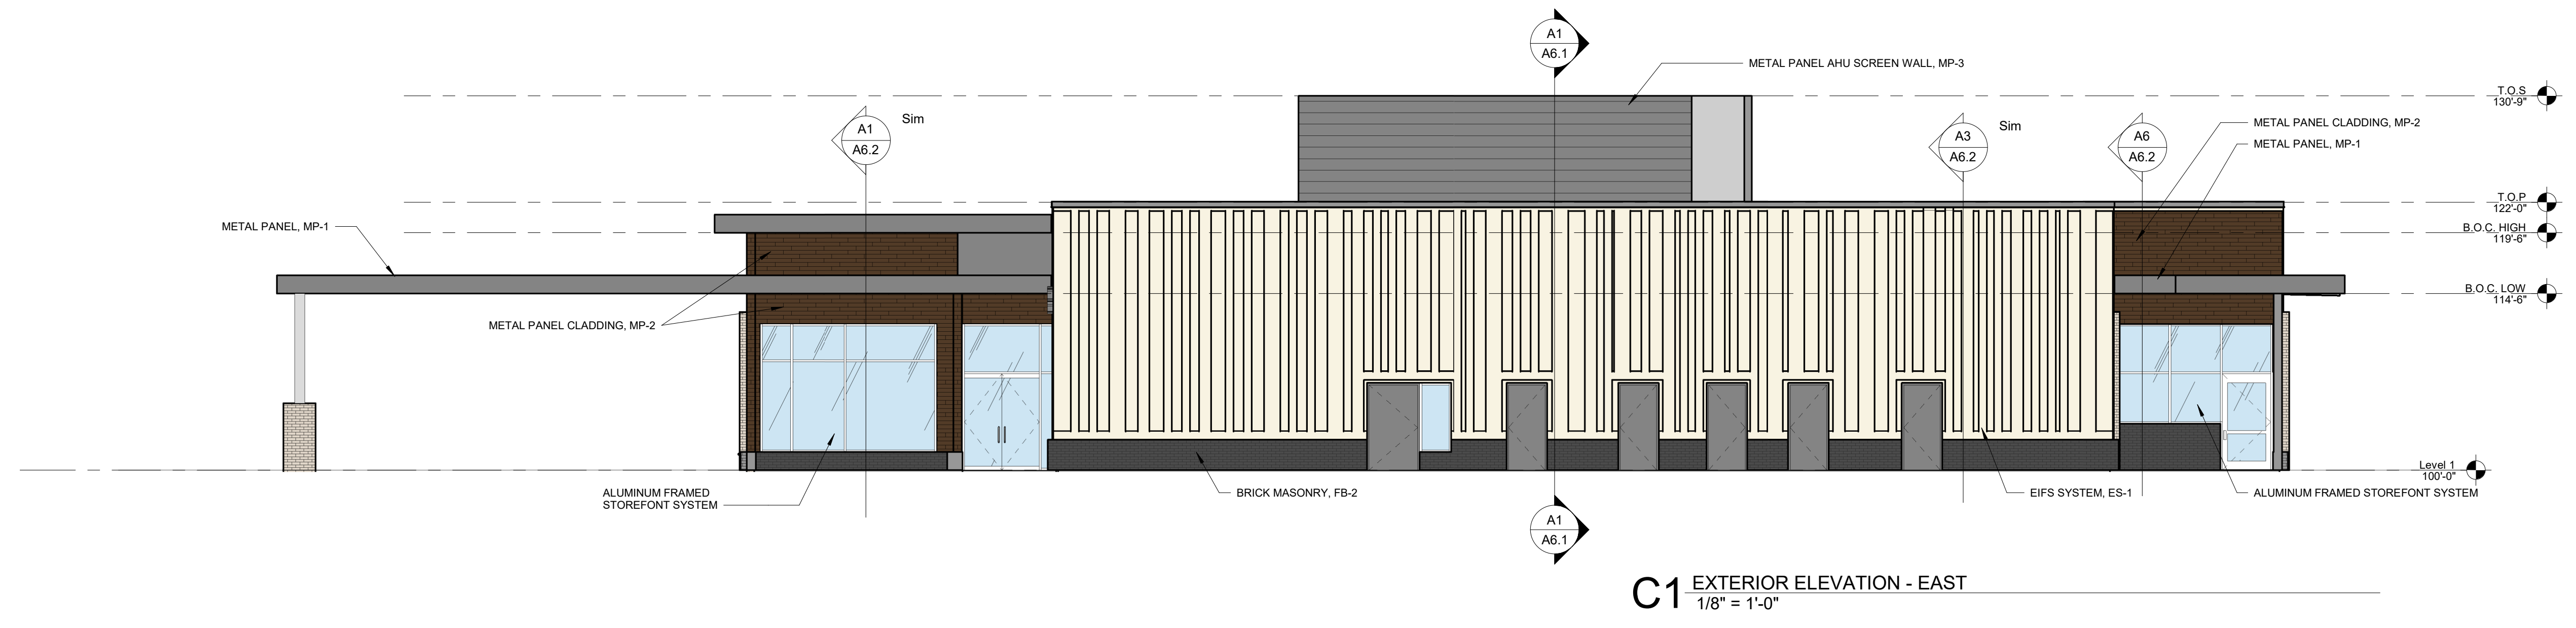 A1
A6.1
METAL PANEL AHU SCREEN WALL, MP-3
T.O.S
130'-9"
A1
A6.2
Sim
A3
A6.2
Sim
A6
A6.2
METAL PANEL CLADDING, MP-2
METAL PANEL, MP-1
T.O.P
122'-0"
METAL PANEL, MP-1
B.O.C. HIGH
119'-6"
B.O.C. LOW
114'-6"
METAL PANEL CLADDING, MP-2
Level 1
100'-0"
ALUMINUM FRAMED
STOREFONT SYSTEM
BRICK MASONRY, FB-2
EIFS SYSTEM, ES-1
ALUMINUM FRAMED STOREFONT SYSTEM
A1
A6.1
C1
EXTERIOR ELEVATION - EAST
1/8" = 1'-0"